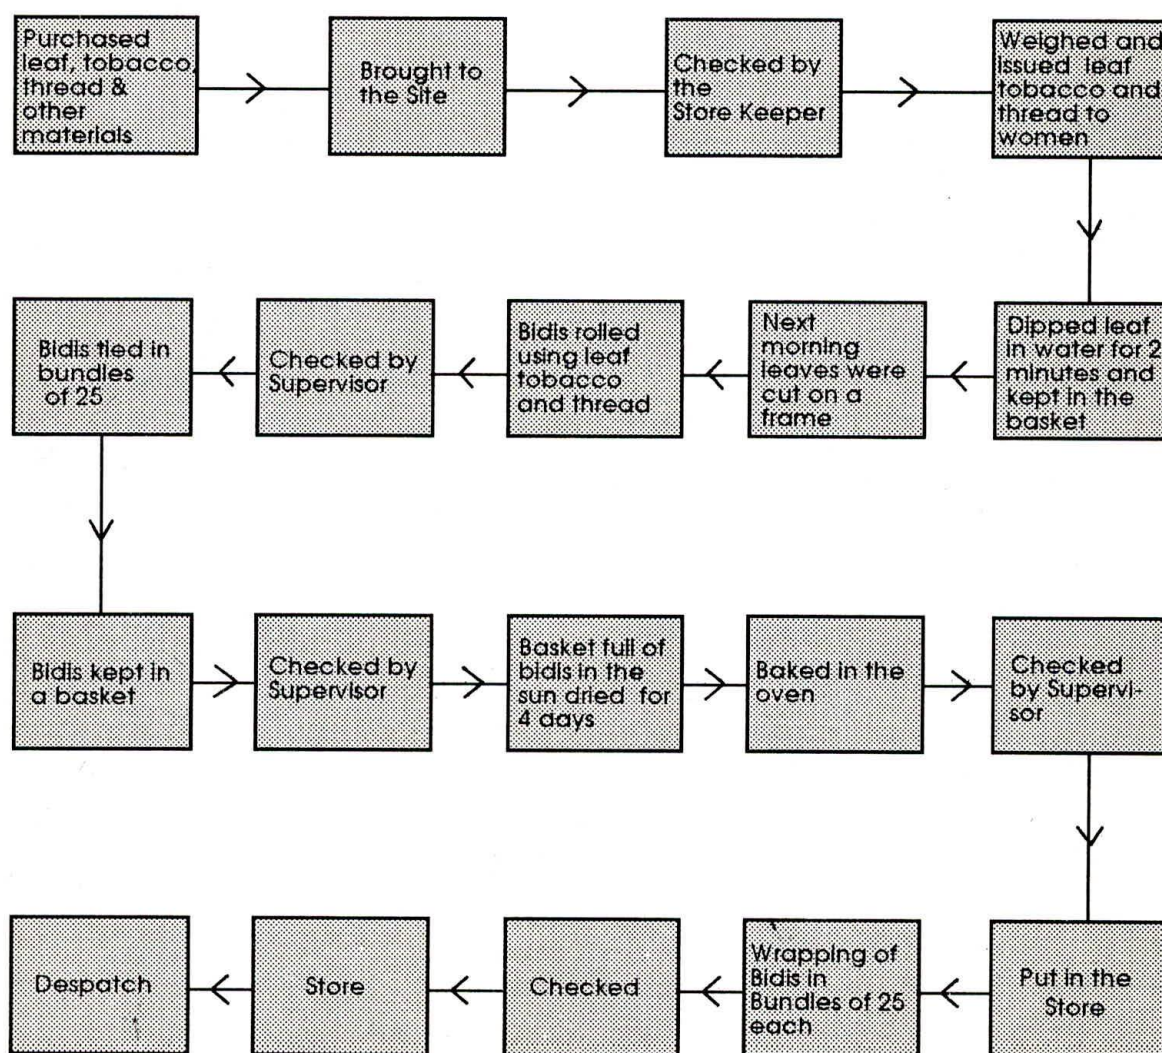 Purchased
leaf, tobacco,
thread &
other
materials
Brought to
the Site
Checked by
the
Store Keeper
Weighed and
issued leaf
tobacco and
thread to
women
Dipped leaf
in water for 2
minutes and
kept in the
basket
Next
morning
leaves were
cut on a
frame
Bidis rolled
using leaf
tobacco
and thread
Checked by
Supervisor
Bidis tied in
bundles
of 25
Bidis kept in
a basket
Checked by
Supervisor
Basket full of
bidis in the
sun dried for
4 days
Baked in the
oven
Checked
by Supervi-
sor
Put in the
Store
Wrapping of
Bidis in
Bundles of 25
each
Checked
Store
Despatch